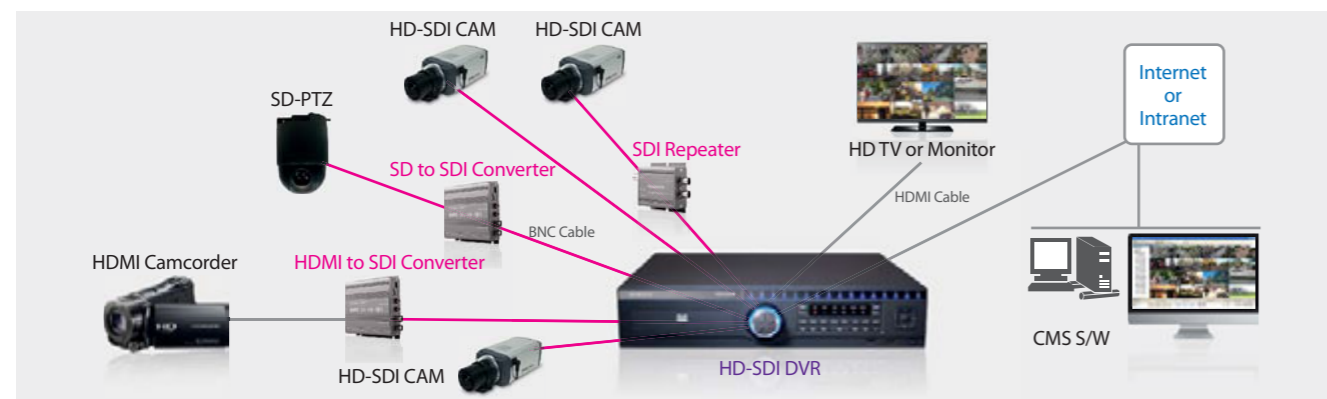 HD-SDI CAM
HD-SDI CAM
SD-PTZ
SDI Repeater
SD to SDI Converter
HD TV or Monitor
Internet
or
Intranet
HDMI Cable
BNC Cable
HDMI Camcorder
HDMI to SDI Converter
HD-SDI CAM
HD-SDI DVR
CMS S/W